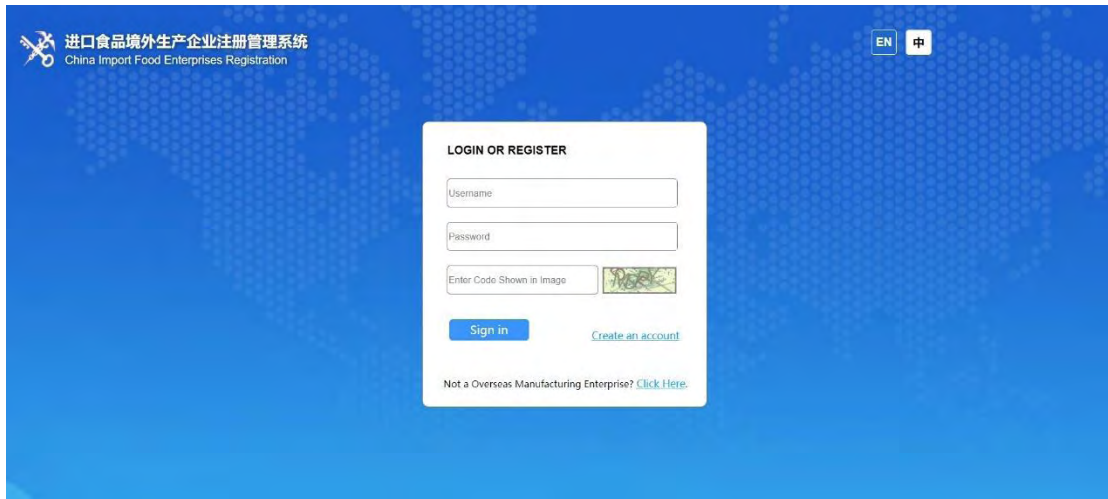 进口食品境外生产企业注册管理系统
China Import Food Enterprises Registration
EN 中
LOGIN OR REGISTER
Username
Password
Enter Code Shown in Image
Sign in
Create an account
Not a Overseas Manufacturing Enterprise? Click Here.